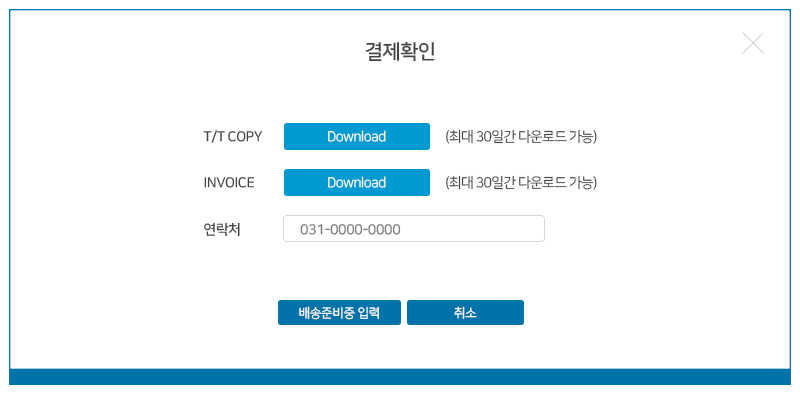 결제확인
T/T COPY Download (최대 30일간 다운로드 가능)
INVOICE Download (최대 30일간 다운로드 가능)
연락처 031-0000-0000
배송준비중 입력 취소